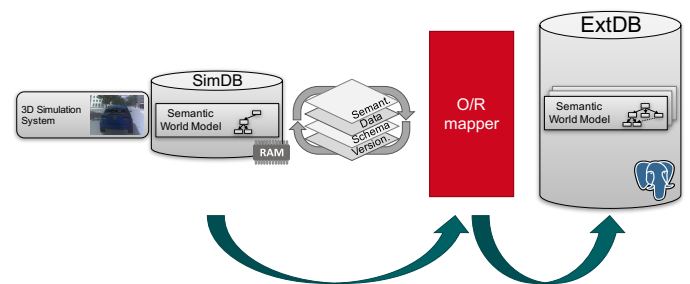 3D Simulation
System
SimDB
Semantic
World Model
RAM
Semant.
Data
Schema
Version.
O/R
mapper
ExtDB
Semantic
World Model